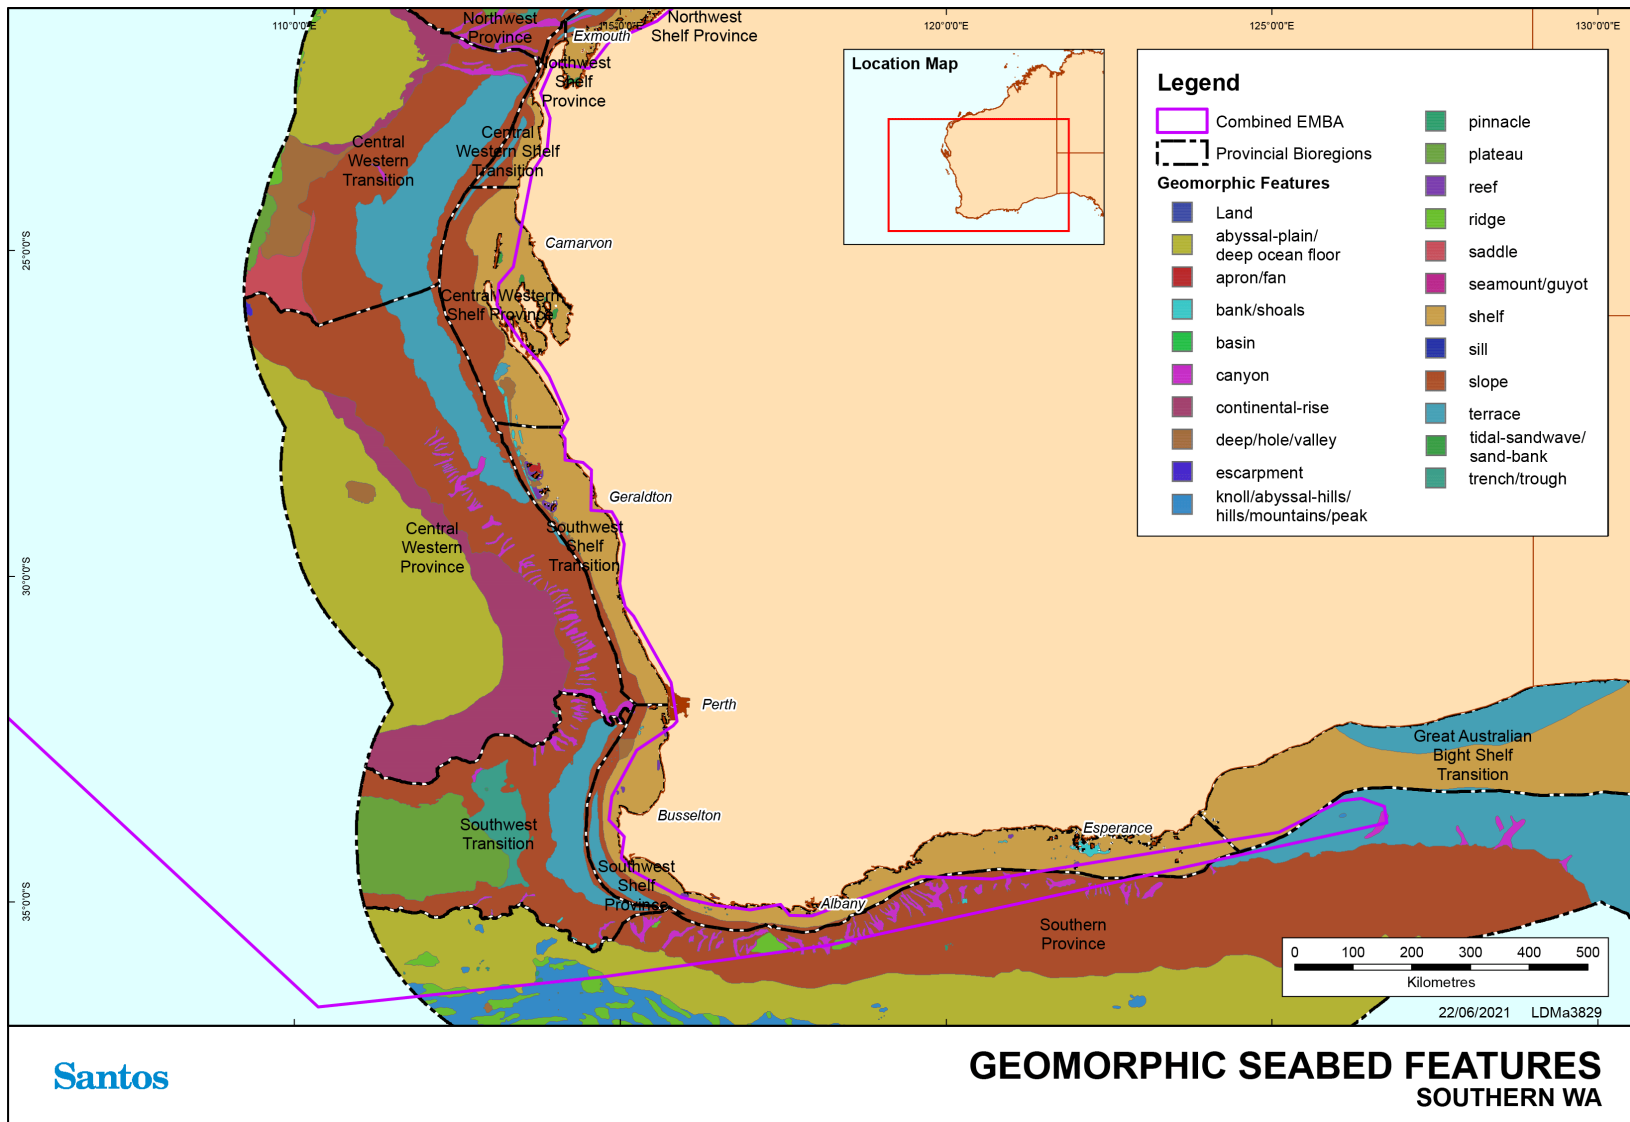 110°0'0"E
115°0'0"E
120°0'0"E
125°0'0"E
130°0'0"E
25°0'0"S
30°0'0"S
35°0'0"S
Northwest
Province
Northwest
Shelf Province
Exmouth
Northwest
Shelf
Province
Central
Western
Transition
Central
Western Shelf
Transition
Carnarvon
Central Western
Shelf Province
Geraldton
Southwest
Shelf
Transition
Central
Western
Province
Perth
Busselton
Southwest
Transition
Southwest
Shelf
Province
Albany
Esperance
Great Australian
Bight Shelf
Transition
Southern
Province
Location Map
Legend
Combined EMBA
Provincial Bioregions
Geomorphic Features
Land
abyssal-plain/
deep ocean floor
apron/fan
bank/shoals
basin
canyon
continental-rise
deep/hole/valley
escarpment
knoll/abyssal-hills/
hills/mountains/peak
pinnacle
plateau
reef
ridge
saddle
seamount/guyot
shelf
sill
slope
terrace
tidal-sandwave/
sand-bank
trench/trough
0 100 200 300 400 500
Kilometres
22/06/2021 LDMa3829
Santos
GEOMORPHIC SEABED FEATURES
SOUTHERN WA